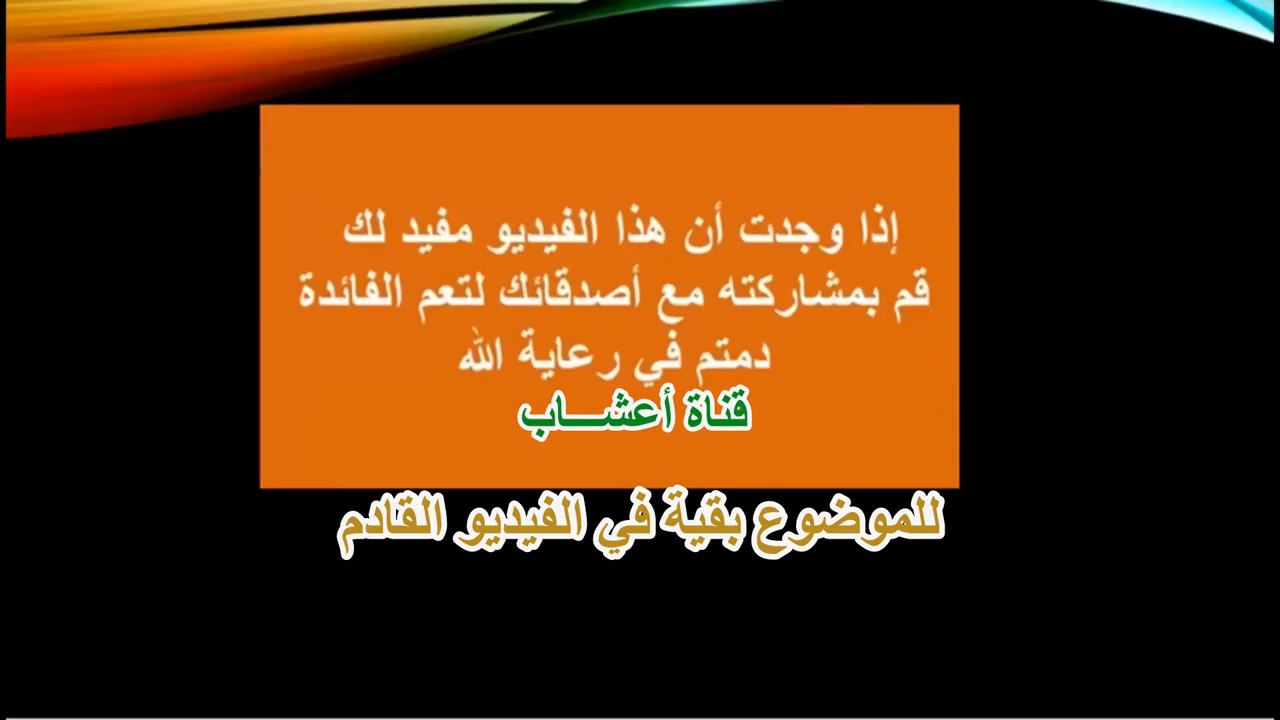 إذا وجدت أن هذا الفيديو مفيد لك
قم بمشاركته مع أصدقائك لتعم الفائدة
دمتم في رعاية الله
قناة أعشـــاب
للموضوع بقية في الفيديو القادم